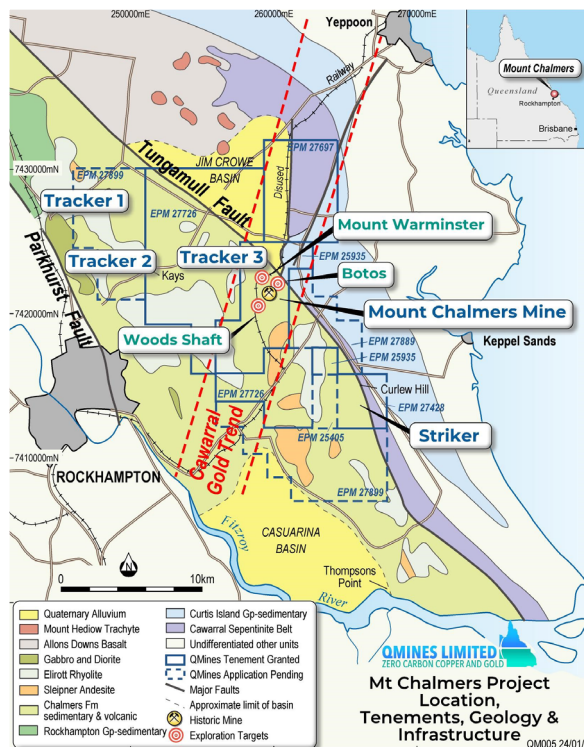 250000mE
260000mE
270000mE
Yeppoon
Railway
Mount Chalmers
Queensland
Rockhampton
Brisbane
JIM CROWE
BASIN
EPM 27697
Disused
Tungamull Fault
7430000mN
EPM 27899
Tracker 1
EPM 27726
Mount Warminster
Tracker 2
Tracker 3
EPM 25935
Kays
Botos
Parkhurst Fault
7420000mN
Mount Chalmers Mine
Woods Shaft
Keppel Sands
EPM 27889
EPM 25935
Curlew Hill
EPM 27726
EPM 27428
Cawarral
Gold Trend
EPM 25405
Striker
7410000mN
ROCKHAMPTON
EPM 27899
Fitzroy
River
CASUARINA
BASIN
Thompsons
Point
N
0
10km
Quaternary Alluvium
Mount Hediow Trachyte
Allons Downs Basalt
Gabbro and Diorite
Elirott Rhyolite
Sleipner Andesite
Chalmers Fm
sedimentary & volcanic
Rockhampton Gp-sedimentary
Curtis Island Gp-sedimentary
Cawarral Sepentinite Belt
Undifferentiated other units
QMines Tenement Granted
QMines Application Pending
Major Faults
Approximate limit of basin
Historic Mine
Exploration Targets
QMINES LIMITED
ZERO CARBON COPPER AND GOLD
Mt Chalmers Project
Location,
Tenements, Geology &
Infrastructure
QM005 24/01/